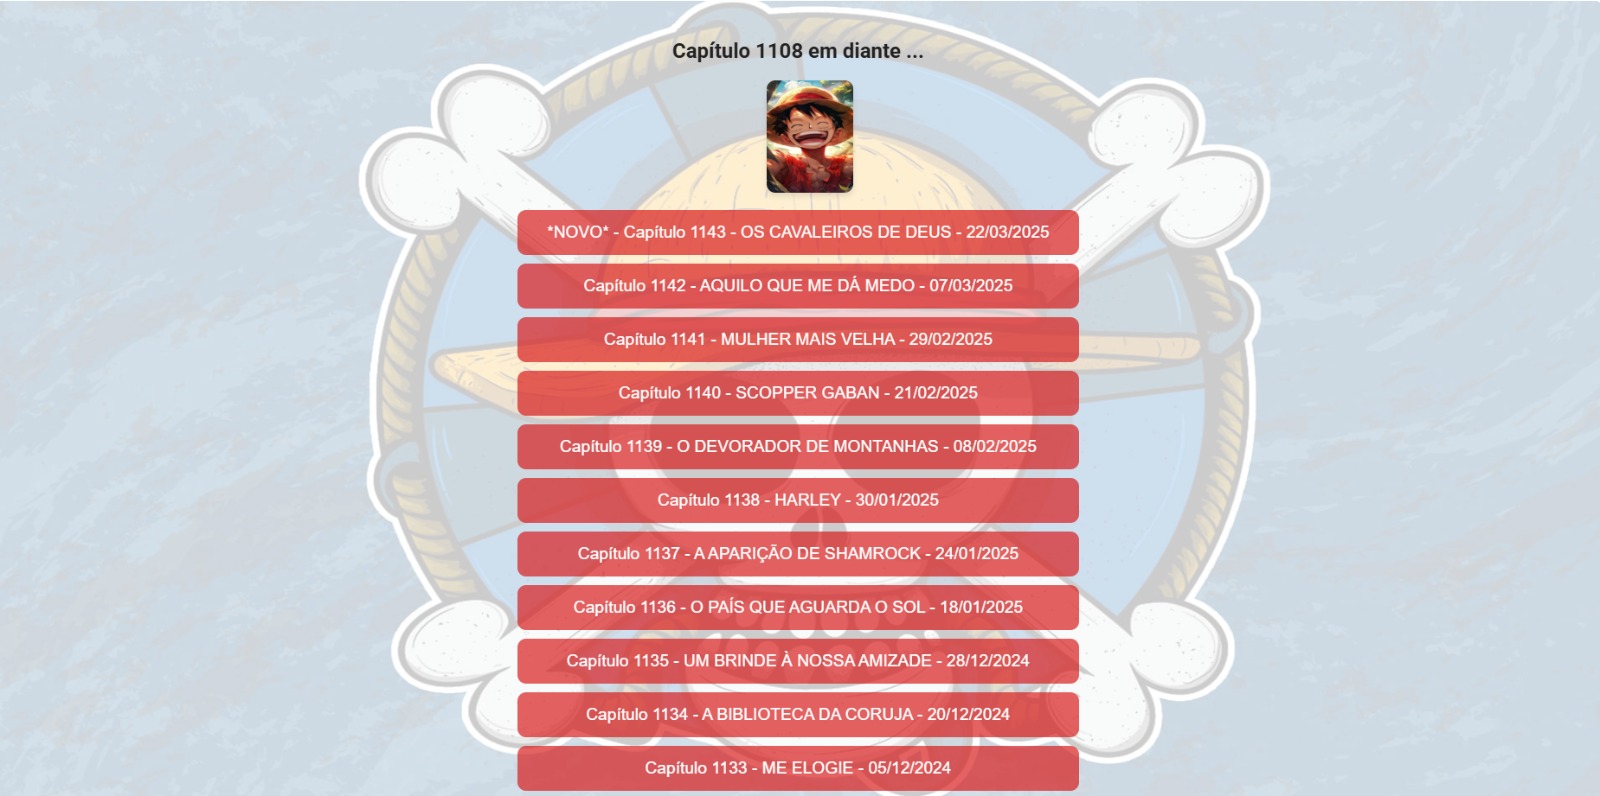 Capítulo 1108 em diante ...
*NOVO* - Capítulo 1143 - OS CAVALEIROS DE DEUS - 22/03/2025
Capítulo 1142 - AQUILO QUE ME DÁ MEDO - 07/03/2025
Capítulo 1141 - MULHER MAIS VELHA - 29/02/2025
Capítulo 1140 - SCOPPER GABAN - 21/02/2025
Capítulo 1139 - O DEVORADOR DE MONTANHAS - 08/02/2025
Capítulo 1138 - HARLEY - 30/01/2025
Capítulo 1137 - A APARIÇÃO DE SHAMROCK - 24/01/2025
Capítulo 1136 - O PAÍS QUE AGUARDA O SOL - 18/01/2025
Capítulo 1135 - UM BRINDE À NOSSA AMIZADE - 28/12/2024
Capítulo 1134 - A BIBLIOTECA DA CORUJA - 20/12/2024
Capítulo 1133 - ME ELOGIE - 05/12/2024